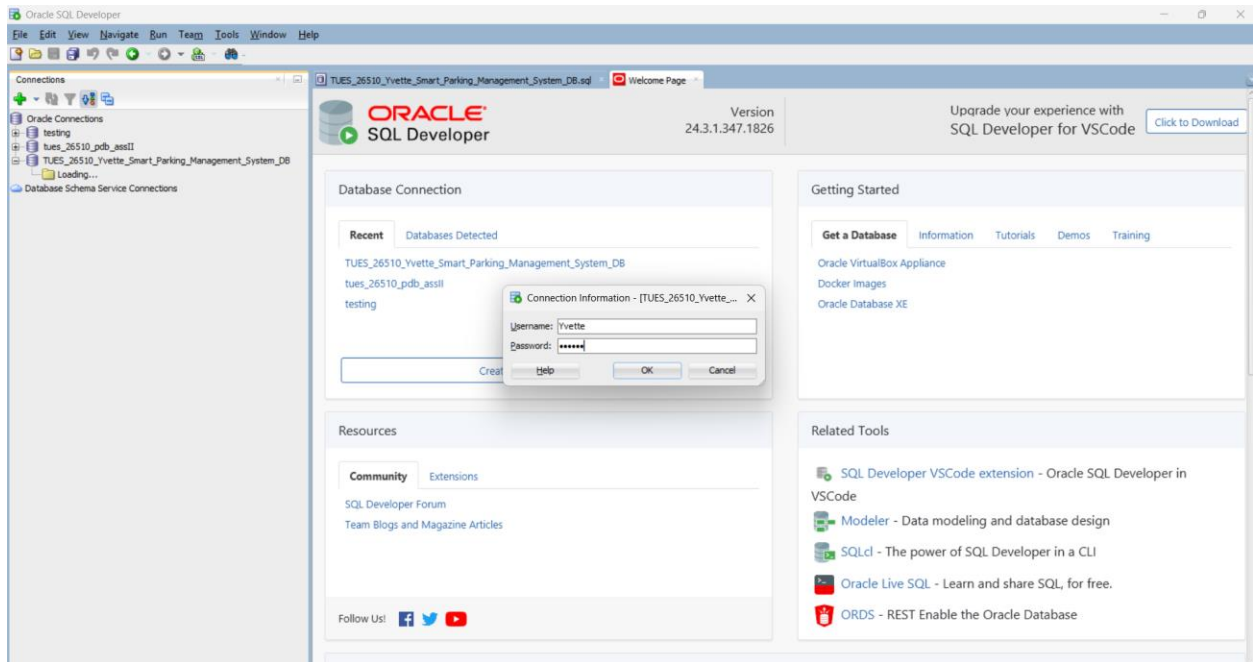 Oracle SQL Developer
File Edit View Navigate Run Team Tools Window Help
Connections
Oracle Connections
testing
tues_26510_pdb_assII
TUES_26510_Yvette_Smart_Parking_Management_System_DB
Loading...
Database Schema Service Connections
TUES_26510_Yvette_Smart_Parking_Management_System_DB.sql
Welcome Page
ORACLE
SQL Developer
Version
24.3.1.347.1826
Upgrade your experience with
SQL Developer for VSCode
Click to Download
Database Connection
Recent Databases Detected
TUES_26510_Yvette_Smart_Parking_Management_System_DB
tues_26510_pdb_assII
testing
Creat
Connection Information - [TUES_26510_Yvette_...
Username: Yvette
Password: ••••••
Help OK Cancel
Getting Started
Get a Database Information Tutorials Demos Training
Oracle VirtualBox Appliance
Docker Images
Oracle Database XE
Resources
Community Extensions
SQL Developer Forum
Team Blogs and Magazine Articles
Follow Us!
Related Tools
SQL Developer VSCode extension - Oracle SQL Developer in
VSCode
Modeler - Data modeling and database design
SQLcl - The power of SQL Developer in a CLI
Oracle Live SQL - Learn and share SQL, for free.
ORDS - REST Enable the Oracle Database